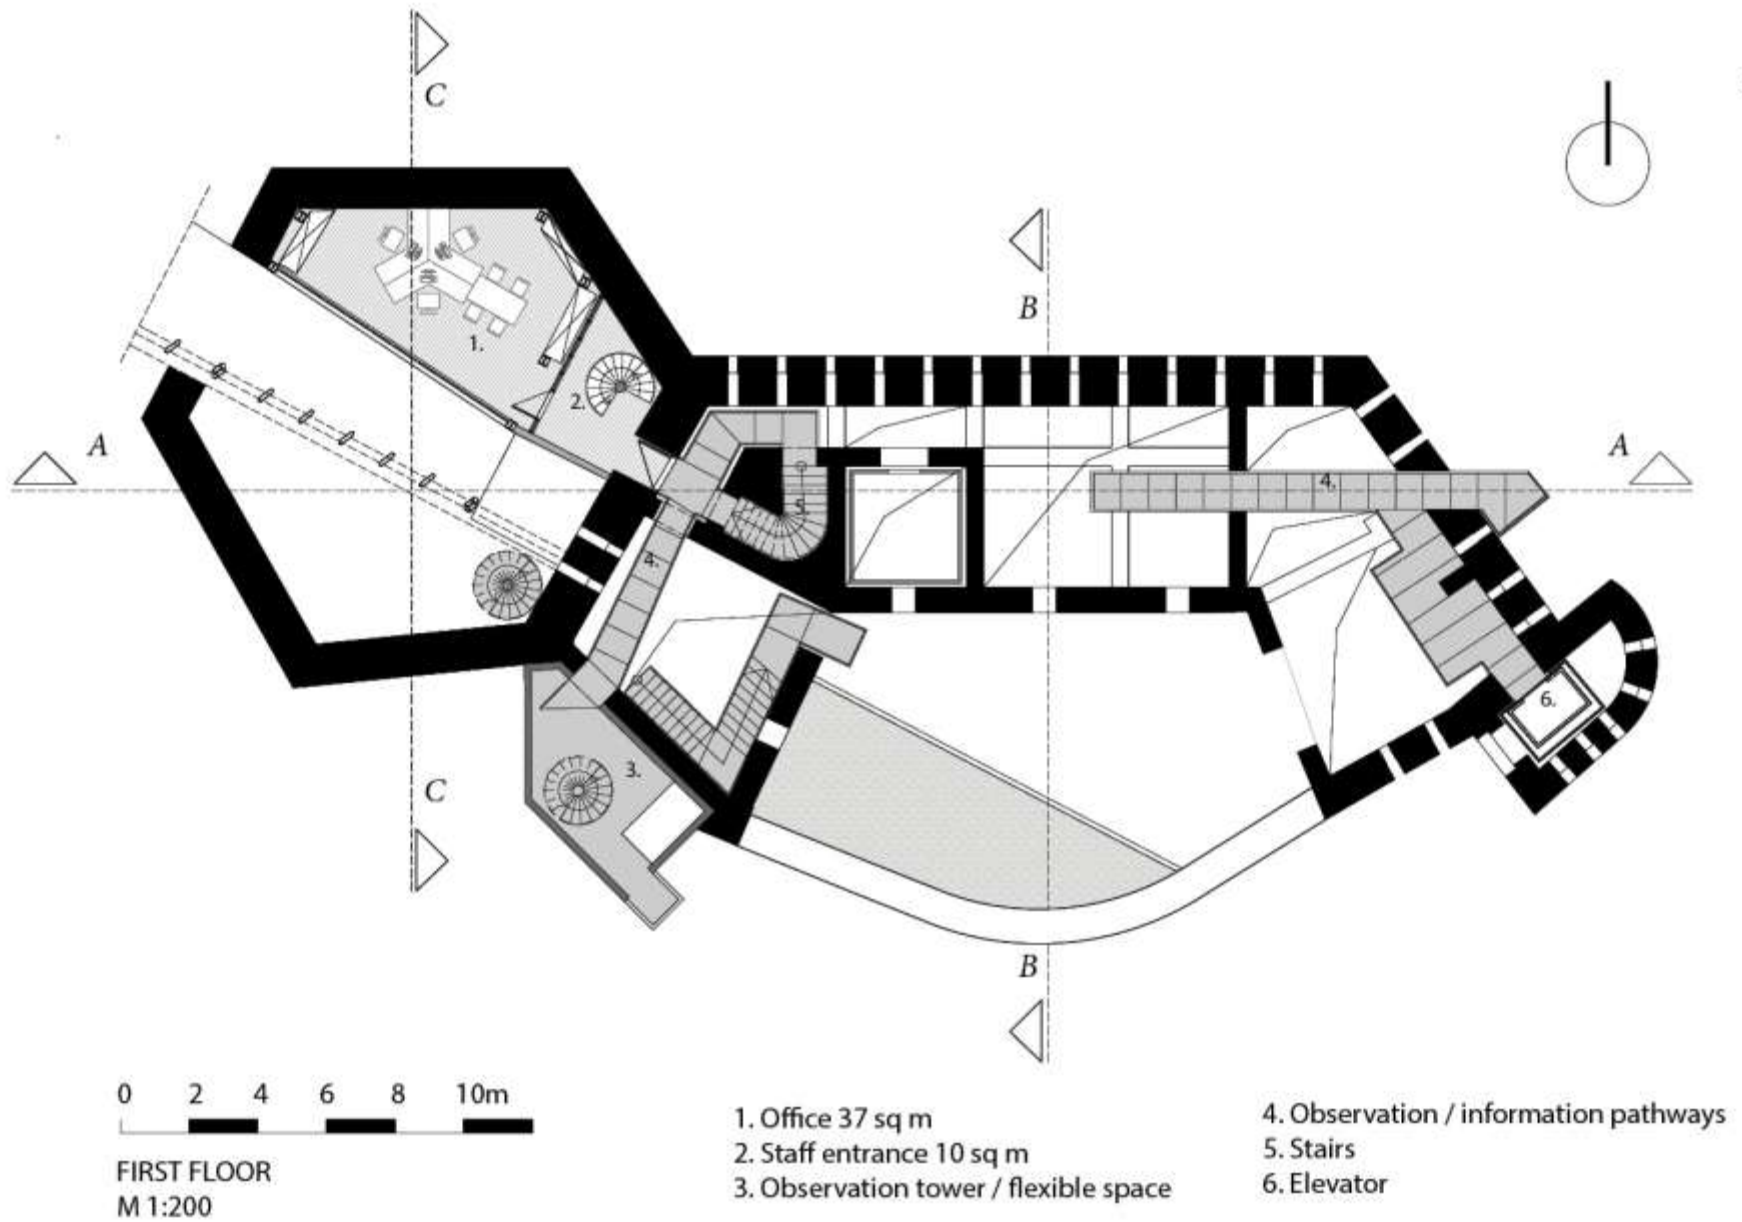 C
B
A
A
1.
2.
4.
5.
4.
6.
3.
C
B
0 2 4 6 8 10m
FIRST FLOOR
M 1:200
1. Office 37 sq m
2. Staff entrance 10 sq m
3. Observation tower / flexible space
4. Observation / information pathways
5. Stairs
6. Elevator